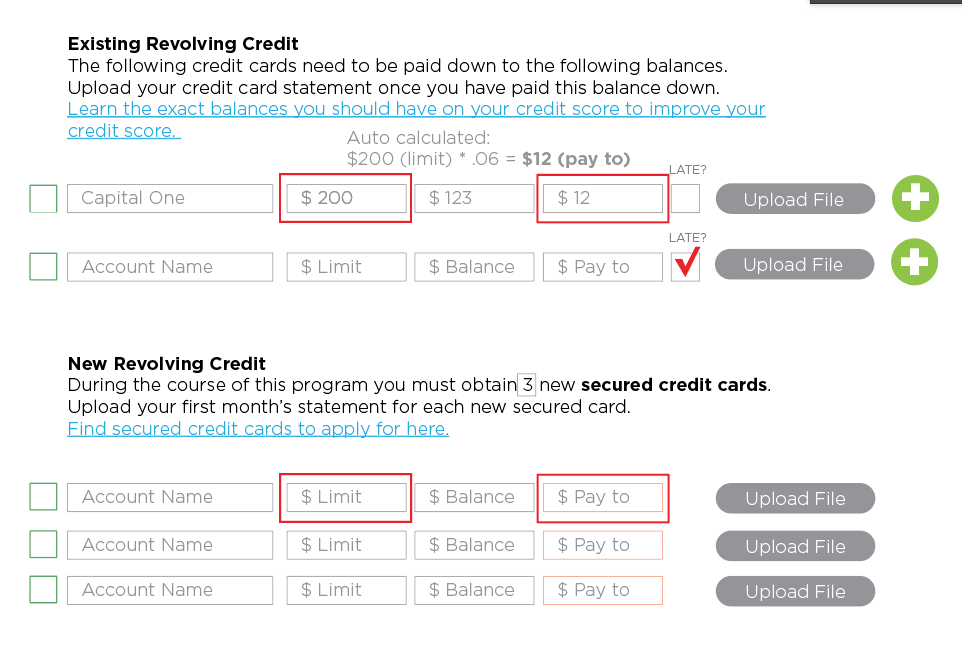 Existing Revolving Credit
The following credit cards need to be paid down to the following balances.
Upload your credit card statement once you have paid this balance down.
Learn the exact balances you should have on your credit score to improve your
credit score.
Auto calculated:
$200 (limit) * .06 = $12 (pay to)
LATE?
Capital One $ 200 $ 123 $ 12 Upload File
LATE?
Account Name $ Limit $ Balance $ Pay to Upload File
New Revolving Credit
During the course of this program you must obtain 3 new secured credit cards.
Upload your first month's statement for each new secured card.
Find secured credit cards to apply for here.
Account Name $ Limit $ Balance $ Pay to Upload File
Account Name $ Limit $ Balance $ Pay to Upload File
Account Name $ Limit $ Balance $ Pay to Upload File